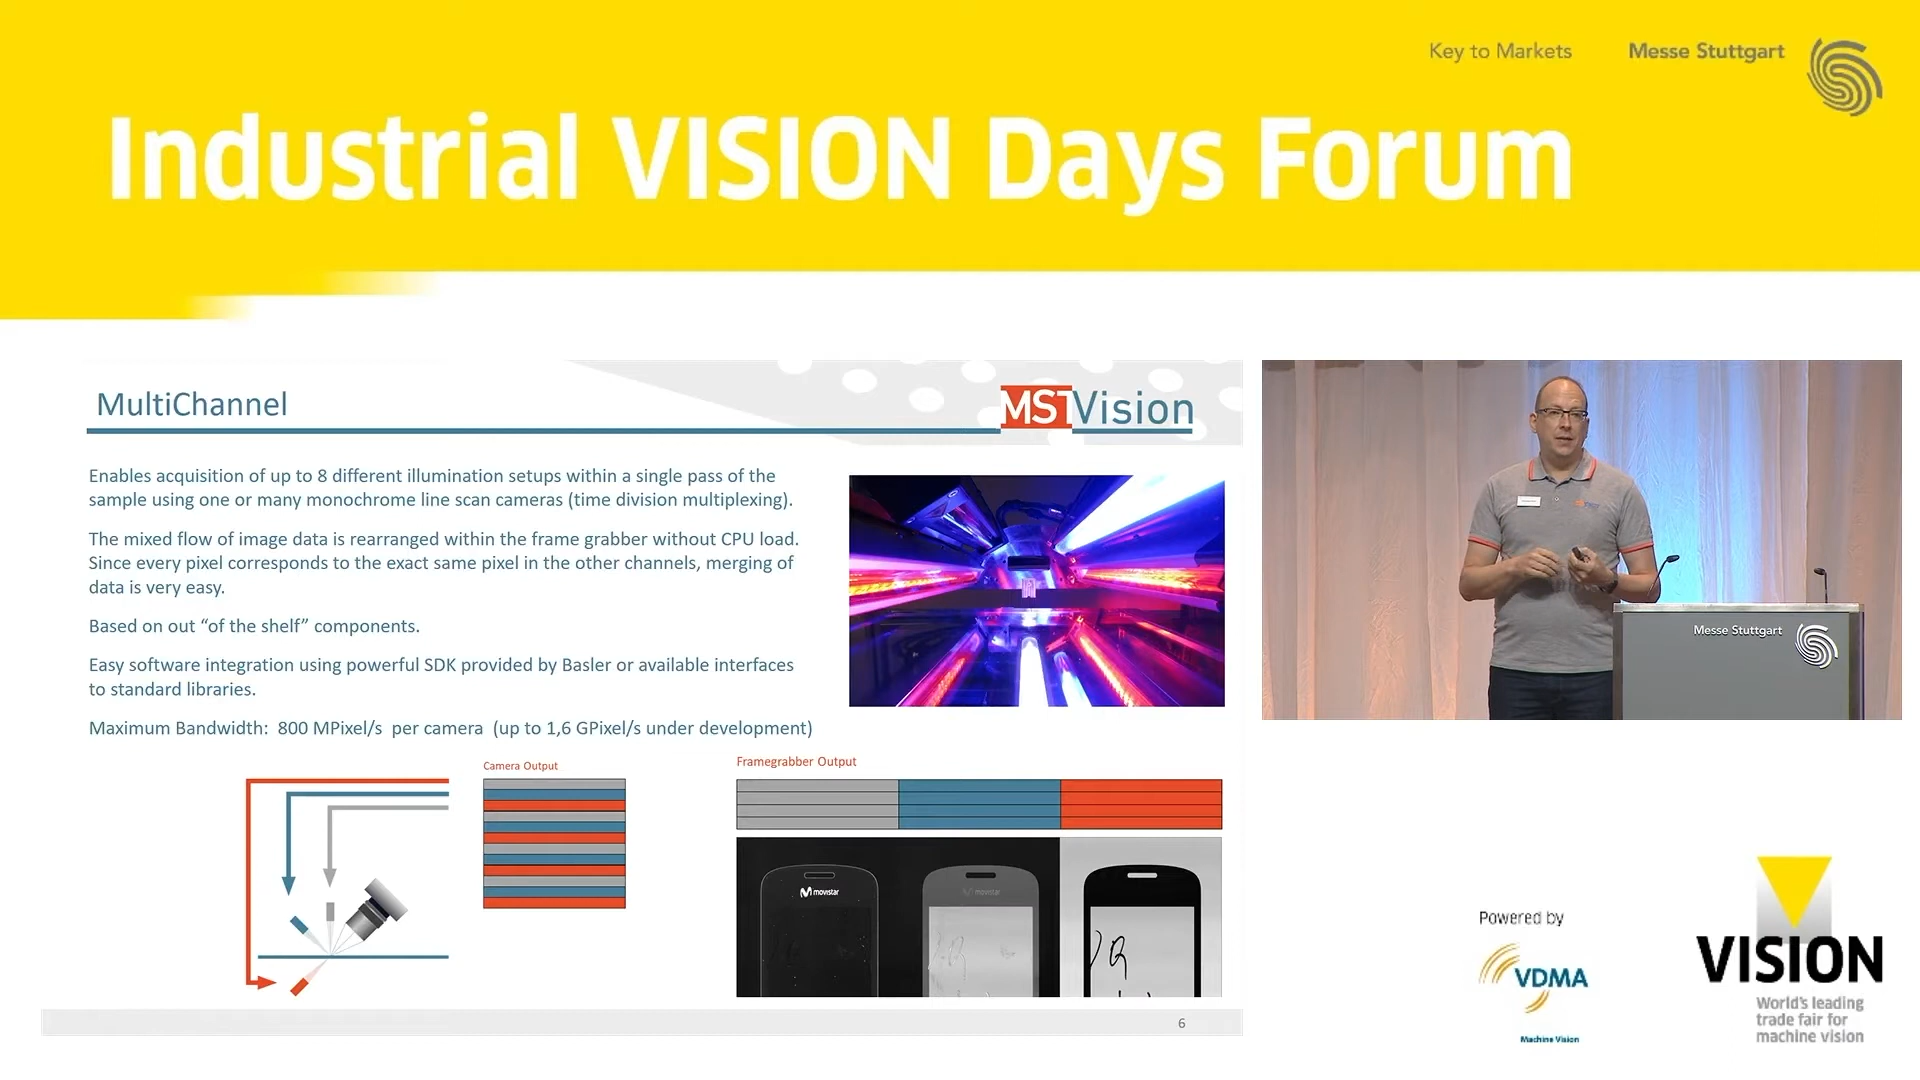 Key to Markets
Messe Stuttgart
Industrial VISION Days Forum
MultiChannel
MSTVision
Enables acquisition of up to 8 different illumination setups within a single pass of the
sample using one or many monochrome line scan cameras (time division multiplexing).
The mixed flow of image data is rearranged within the frame grabber without CPU load.
Since every pixel corresponds to the exact same pixel in the other channels, merging of
data is very easy.
Based on out “of the shelf” components.
Easy software integration using powerful SDK provided by Basler or available interfaces
to standard libraries.
Maximum Bandwidth: 800 MPixel/s per camera (up to 1,6 GPixel/s under development)
Camera Output
Framegrabber Output
movistar
movistar
6
Messe Stuttgart
Powered by
VDMA
Machine Vision
VISION
World's leading
trade fair for
machine vision